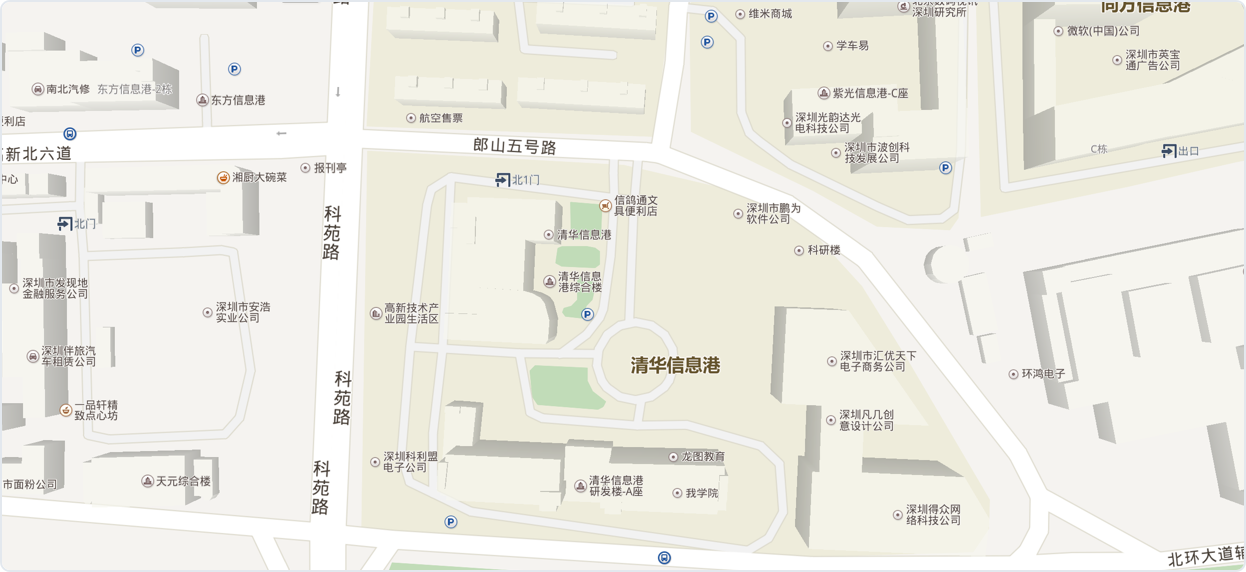 路
维米商城
深圳研究所
同方信息港
微软(中国)公司
学车易
深圳市英宝
通广告公司
P
P
P
P
南北汽修
东方信息港-2栋
东方信息港
紫光信息港-C座
便利店
航空售票
深圳光韵达光
电科技公司
高新北六道
郎山五号路
深圳市波创科
技发展公司
C栋
出口
P
中心
湘厨大碗菜
报刊亭
北1门
信鸽通文
具便利店
深圳市鹏为
软件公司
北门
科苑路
清华信息港
科研楼
深圳市发现地
金融服务公司
清华信息
港综合楼
深圳市安浩
实业公司
高新技术产
业园生活区
P
深圳伴旅汽
车租赁公司
清华信息港
深圳市汇优天下
电子商务公司
环鸿电子
科苑路
一品轩精
致点心坊
深圳凡几创
意设计公司
深圳科利盟
电子公司
龙图教育
科苑路
市面粉公司
天元综合楼
清华信息港
研发楼-A座
我学院
深圳得众网
络科技公司
P
北环大道辅